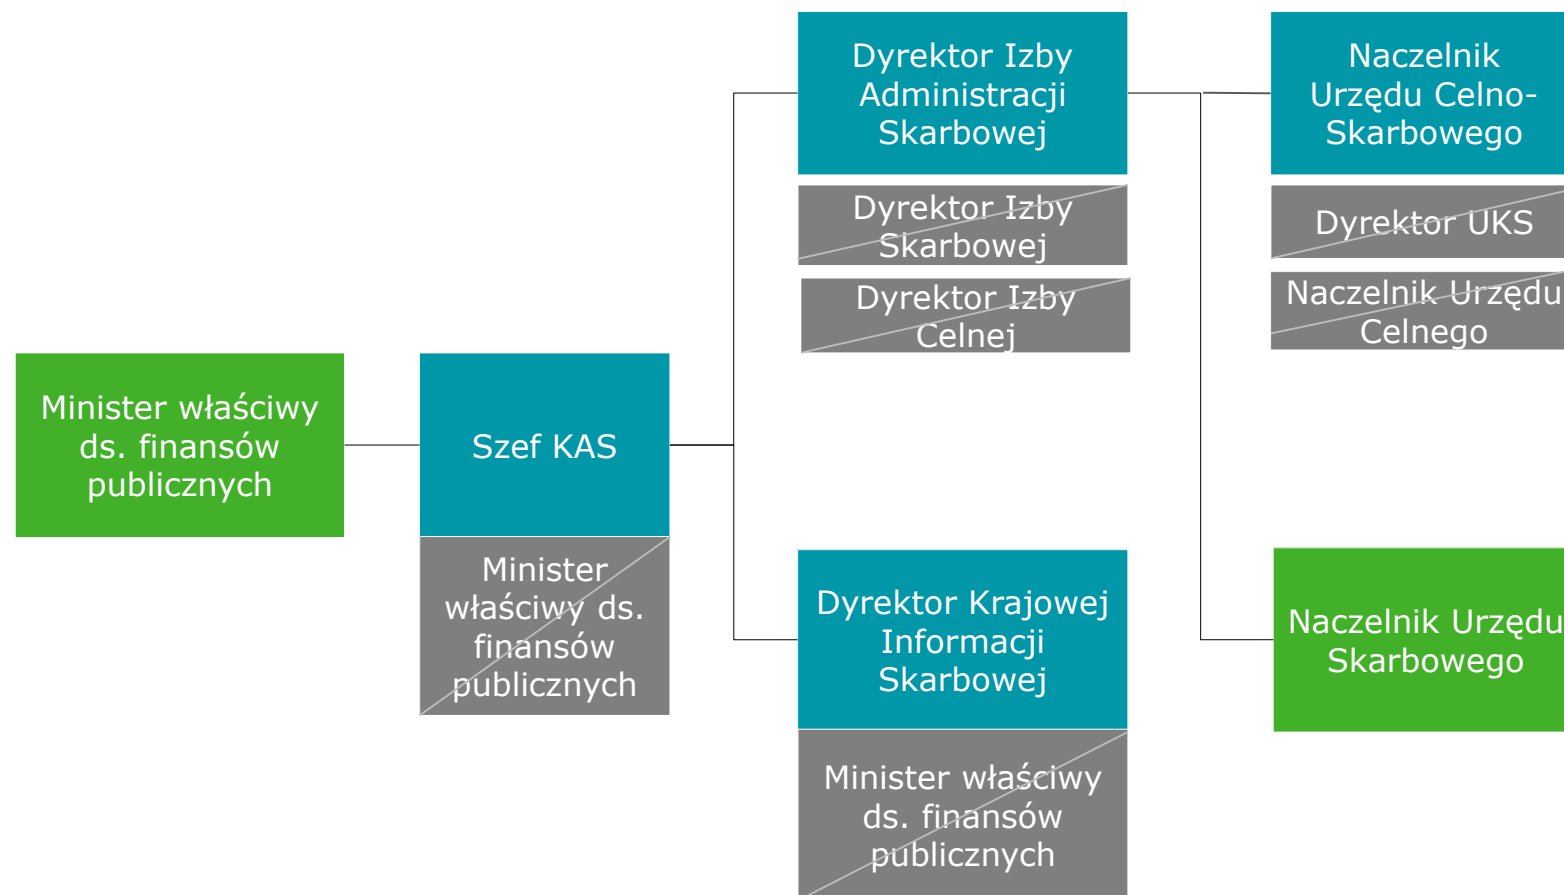 Minister właściwy
ds. finansów
publicznych
Szef KAS
Minister
właściwy ds.
finansów
publicznych
Dyrektor Izby
Administracji
Skarbowej
Dyrektor Izby
Skarbowej
Dyrektor Izby
Celnej
Dyrektor Krajowej
Informacji
Skarbowej
Minister właściwy
ds. finansów
publicznych
Naczelnik
Urzędu Celno-
Skarbowego
Dyrektor UKS
Naczelnik Urzędu
Celnego
Naczelnik Urzędu
Skarbowego